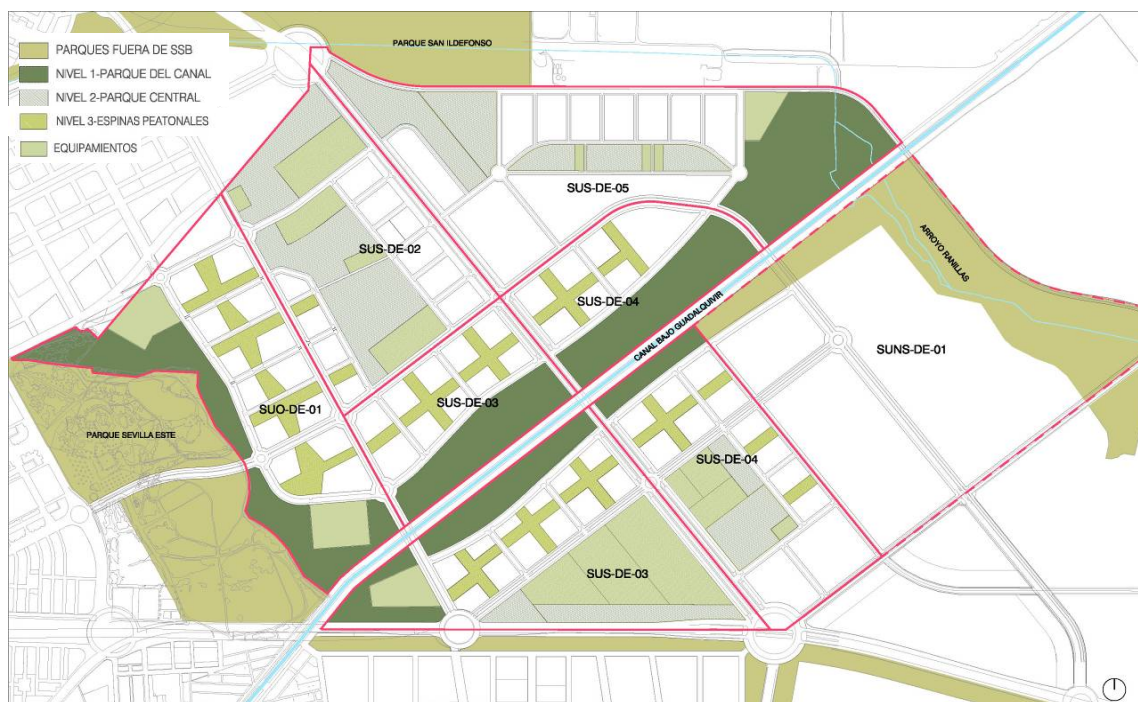 PARQUES FUERA DE SSB
NIVEL 1-PARQUE DEL CANAL
NIVEL 2-PARQUE CENTRAL
NIVEL 3-ESPINAS PEATONALES
EQUIPAMIENTOS
PARQUE SAN ILDEFONSO
SUS-DE-05
SUS-DE-02
ARROYO RANILLAS
SUS-DE-04
CANAL BAJO GUADALQUIVIR
SUNS-DE-01
SUO-DE-01
SUS-DE-03
PARQUE SEVILLA ESTE
SUS-DE-04
SUS-DE-03